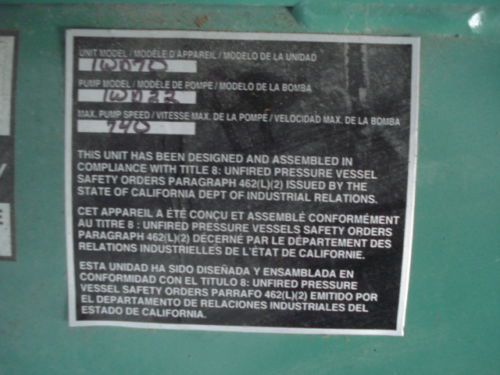 UNIT MODEL / MODÈLE D'APPAREIL / MODELO DE LA UNIDAD
PUMP MODEL / MODÈLE DE POMPE / MODELO DE LA BOMBA
MAX. PUMP SPEED / VITESSE MAX. DE LA POMPE / VELOCIDAD MAX. DE LA BOMBA
740
THIS UNIT HAS BEEN DESIGNED AND ASSEMBLED IN
COMPLIANCE WITH TITLE 8: UNFIRED PRESSURE VESSEL
SAFETY ORDERS PARAGRAPH 462(L)(2) ISSUED BY THE
STATE OF CALIFORNIA DEPT OF INDUSTRIAL RELATIONS.
CET APPAREIL A ÉTÉ CONÇU ET ASSEMBLÉ CONFORMÉMENT
AU TITRE 8 : UNFIRED PRESSURE VESSELS SAFETY ORDERS
PARAGRAPH 462(L)(2) DÉCERNÉ PAR LE DÉPARTEMENT DES
RELATIONS INDUSTRIELLES DE L'ÉTAT DE CALIFORNIE.
ESTA UNIDAD HA SIDO DISEÑADA Y ENSAMBLADA EN
CONFORMIDAD CON EL TITULO 8: UNFIRED PRESSURE
VESSEL SAFETY ORDERS PARRAFO 462(L)(2) EMITIDO POR
EL DEPARTAMENTO DE RELACIONES INDUSTRIALES DEL
ESTADO DE CALIFORNIA.